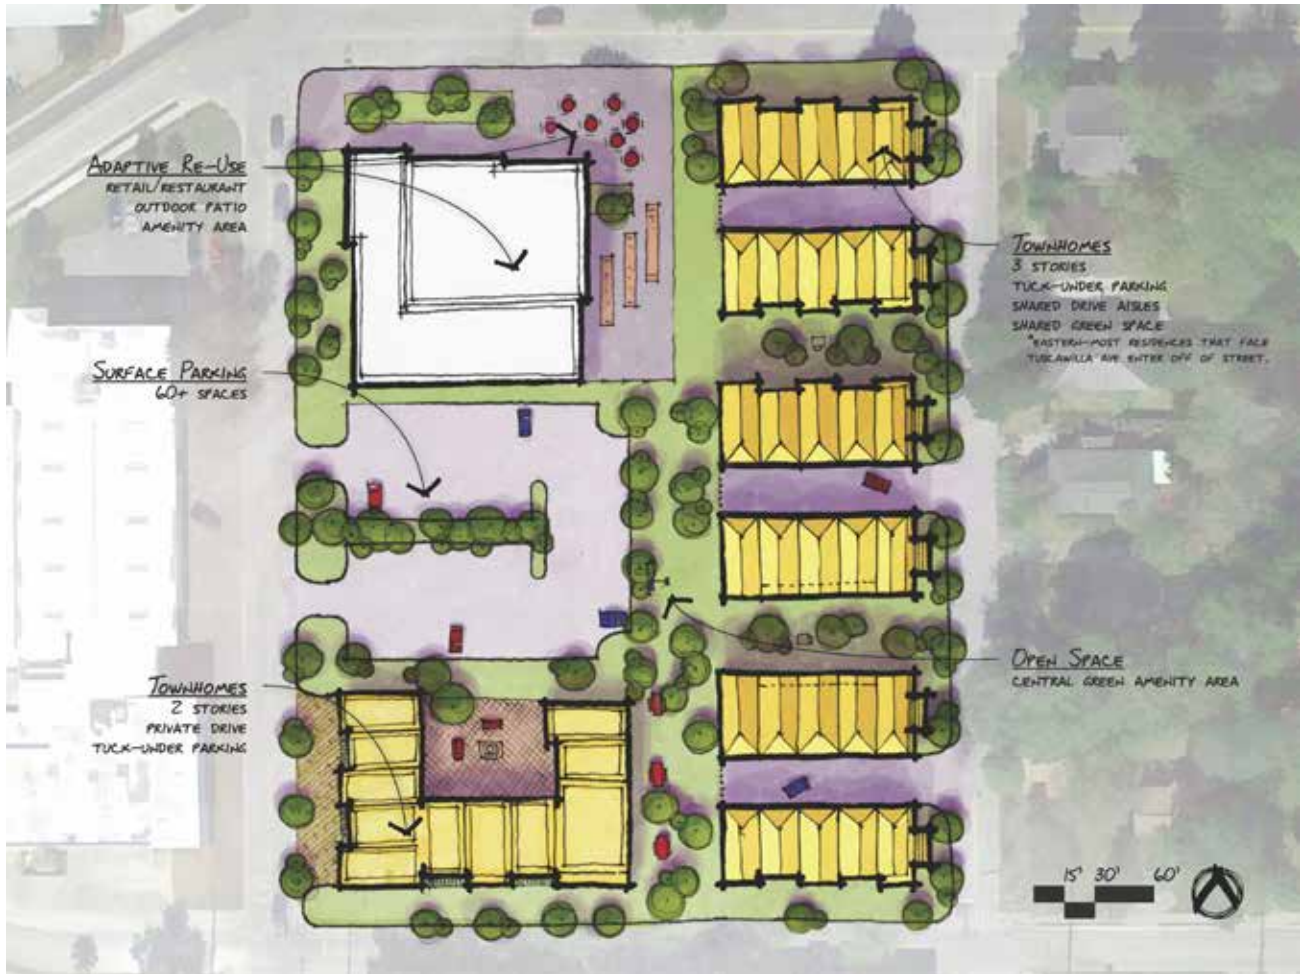 ADAPTIVE RE-USE
RETAIL/RESTAURANT
OUTDOOR PATIO
AMENITY AREA
SURFACE PARKING
60+ SPACES
TOWNHOMES
2 STORIES
PRIVATE DRIVE
TUCK-UNDER PARKING
TOWNHOMES
3 STORIES
TUCK-UNDER PARKING
SHARED DRIVE AISLES
SHARED GREEN SPACE
*EASTERN-MOST RESIDENCES THAT FACE
TUSCAWILLA AVE ENTER OFF OF STREET.
OPEN SPACE
CENTRAL GREEN AMENITY AREA
15' 30' 60'